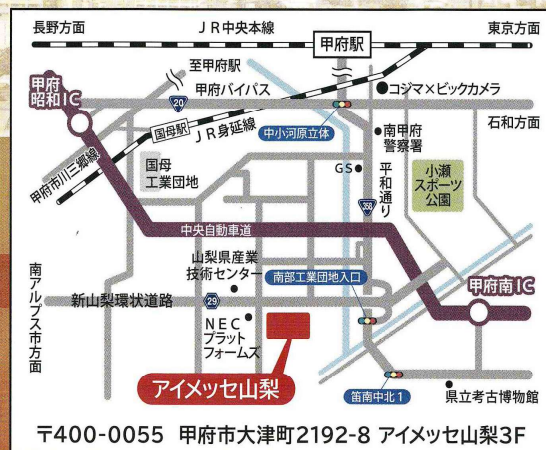 長野方面
JR中央本線
甲府駅
東京方面
至甲府駅
甲府
昭和IC
20
甲府バイパス
コジマ×ビックカメラ
国母駅
JR身延線
中小河原立体
石和方面
甲府市川三郷線
国母
工業団地
南甲府
警察署
GS
平和通り
小瀬
スポーツ
公園
358
中央自動車道
山梨県産業
技術センター
南部工業団地入口
甲府南IC
南アルプス市方面
新山梨環状道路
29
NEC
プラット
フォームズ
アイメッセ山梨
笛南中北1
県立考古博物館
〒400-0055 甲府市大津町2192-8 アイメッセ山梨3F